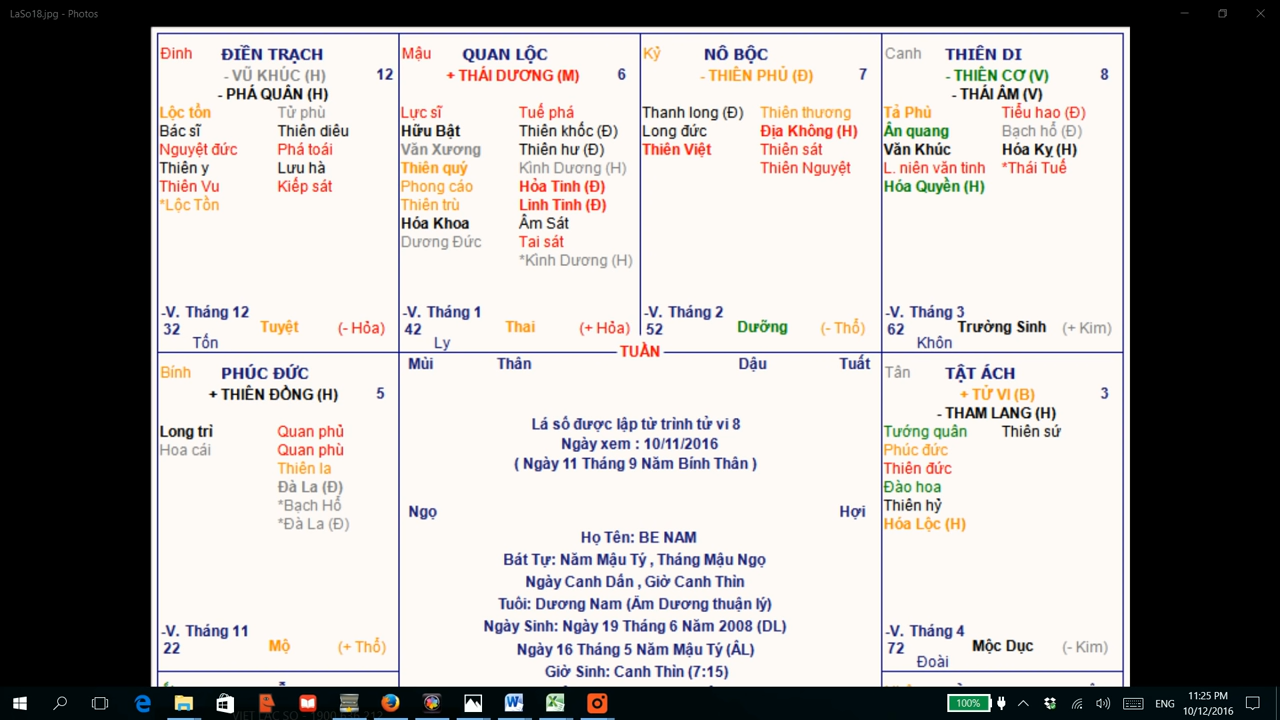 LaSo18.jpg - Photos
Đinh ĐIỀN TRẠCH
- VŨ KHÚC (H) 12
- PHÁ QUÂN (H)
Lộc tồn Tử phù
Bác sĩ Thiên diêu
Nguyệt đức Phá toái
Thiên y Lưu hà
Thiên Vu Kiếp sát
*Lộc Tồn
-V. Tháng 12
32 Tuyệt (- Hỏa)
Tốn
Mậu QUAN LỘC
+ THÁI DƯƠNG (M) 6
Lực sĩ Tuế phá
Hữu Bật Thiên khốc (Đ)
Văn Xương Thiên hư (Đ)
Thiên quý Kình Dương (H)
Phong cáo Hỏa Tinh (Đ)
Thiên trù Linh Tinh (Đ)
Hóa Khoa Âm Sát
Dương Đức Tai sát
*Kình Dương (H)
-V. Tháng 1
42 Thai (+ Hỏa)
Ly
Kỷ NÔ BỘC
- THIÊN PHỦ (Đ) 7
Thanh long (Đ) Thiên thương
Long đức Địa Không (H)
Thiên Việt Thiên sát
Thiên Nguyệt
-V. Tháng 2
52 Dưỡng (- Thổ)
Canh THIÊN DI
- THIÊN CƠ (V) 8
- THÁI ÂM (V)
Tả Phù Tiểu hao (Đ)
Ân quang Bạch hổ (Đ)
Văn Khúc Hóa Kỵ (H)
L. niên văn tinh *Thái Tuế
Hóa Quyền (H)
-V. Tháng 3
62 Trường Sinh (+ Kim)
Khôn
TUẦN
Bính PHÚC ĐỨC
+ THIÊN ĐỒNG (H) 5
Long trì Quan phủ
Hoa cái Quan phù
Thiên la
Đà La (Đ)
*Bạch Hổ
*Đà La (Đ)
-V. Tháng 11
22 Mộ (+ Thổ)
Mùi Thân Dậu Tuất
Lá số được lập từ trình tử vi 8
Ngày xem : 10/11/2016
( Ngày 11 Tháng 9 Năm Bính Thân )
Ngọ Hợi
Họ Tên: BE NAM
Bát Tự: Năm Mậu Tý , Tháng Mậu Ngọ
Ngày Canh Dần , Giờ Canh Thìn
Tuổi: Dương Nam (Âm Dương thuận lý)
Ngày Sinh: Ngày 19 Tháng 6 Năm 2008 (DL)
Ngày 16 Tháng 5 Năm Mậu Tý (ÂL)
Giờ Sinh: Canh Thìn (7:15)
Tân TẬT ÁCH
+ TỬ VI (B) 3
- THAM LANG (H)
Tướng quân Thiên sứ
Phúc đức
Thiên đức
Đào hoa
Thiên hỷ
Hóa Lộc (H)
-V. Tháng 4
72 Mộc Dục (- Kim)
Đoài
100% ENG 11:25 PM
10/12/2016